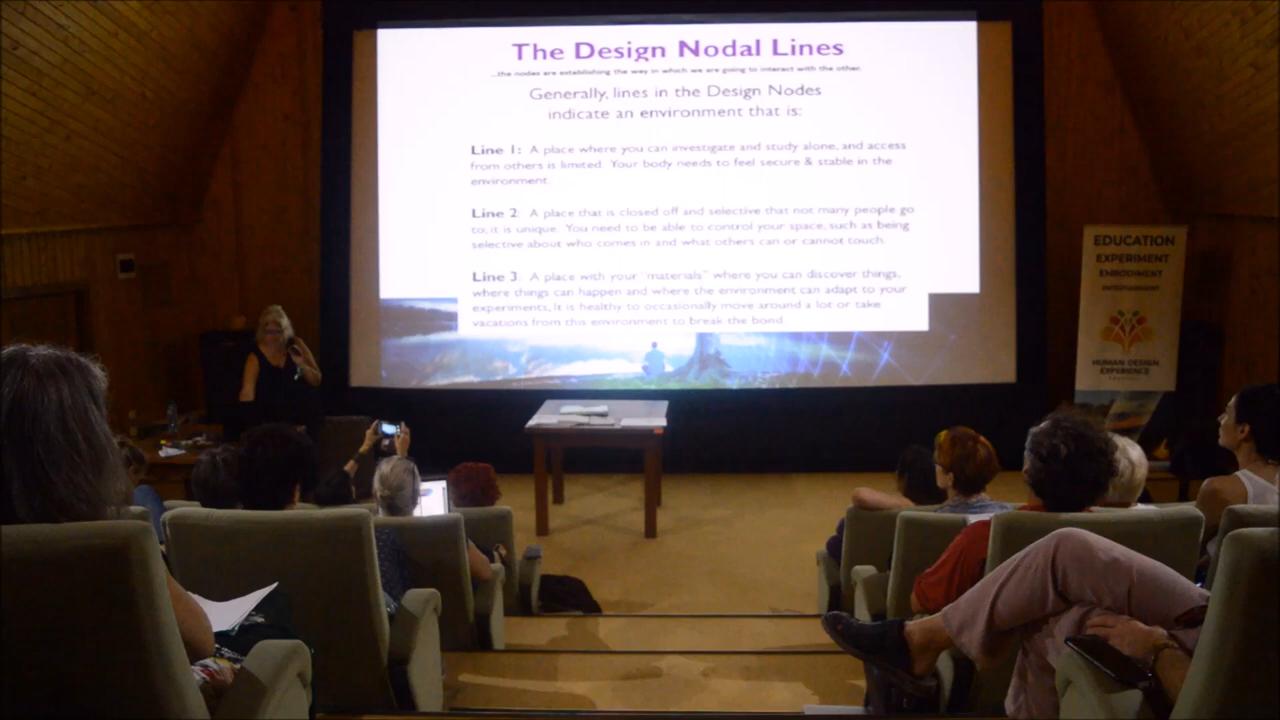 The Design Nodal Lines
...the nodes are establishing the way in which we are going to interact with the other.
Generally, lines in the Design Nodes
indicate an environment that is:
Line 1: A place where you can investigate and study alone, and access
from others is limited. Your body needs to feel secure & stable in the
environment.
Line 2: A place that is closed off and selective that not many people go
to, it is unique. You need to be able to control your space, such as being
selective about who comes in and what others can or cannot touch.
Line 3: A place with your "materials" where you can discover things,
where things can happen and where the environment can adapt to your
experiments, It is healthy to occasionally move around a lot or take
vacations from this environment to break the bond.
EDUCATION
EXPERIMENT
EMBODIMENT
ENTERTAINMENT
HUMAN DESIGN
EXPERIENCE